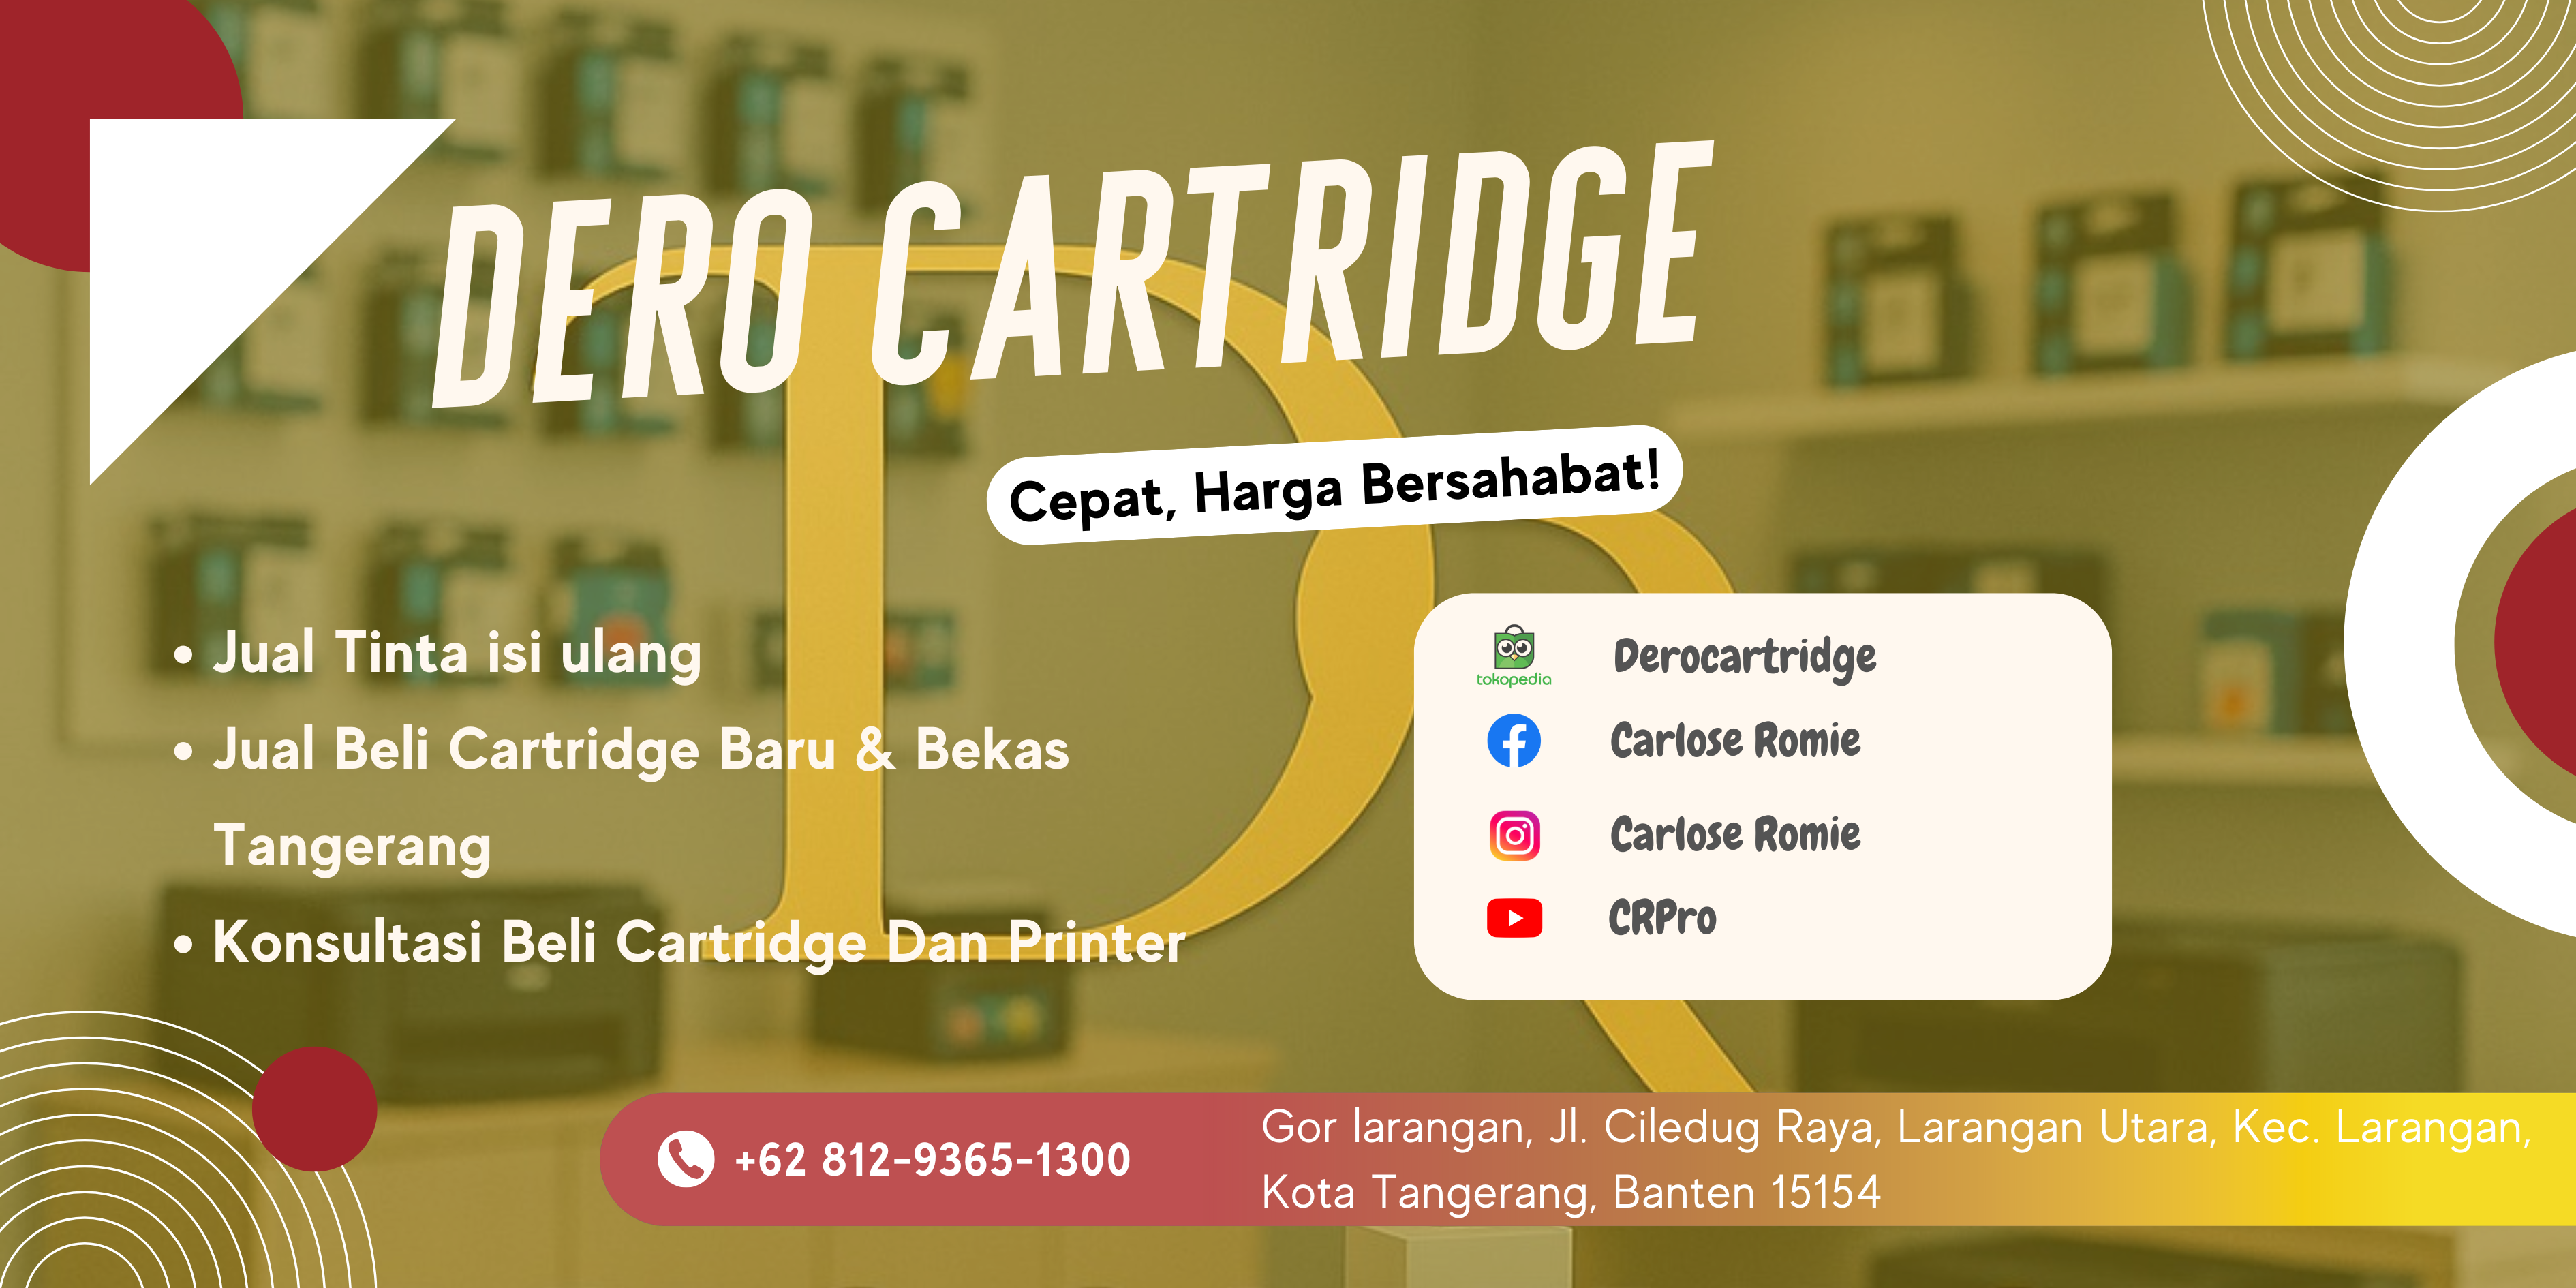 DERO CARTRIDGE
Cepat, Harga Bersahabat!
• Jual Tinta isi ulang
• Jual Beli Cartridge Baru & Bekas
Tangerang
• Konsultasi Beli Cartridge Dan Printer
tokopedia
Derocartridge
Carlose Romie
Carlose Romie
CRPro
+62 812-9365-1300
Gor larangan, Jl. Ciledug Raya, Larangan Utara, Kec. Larangan,
Kota Tangerang, Banten 15154